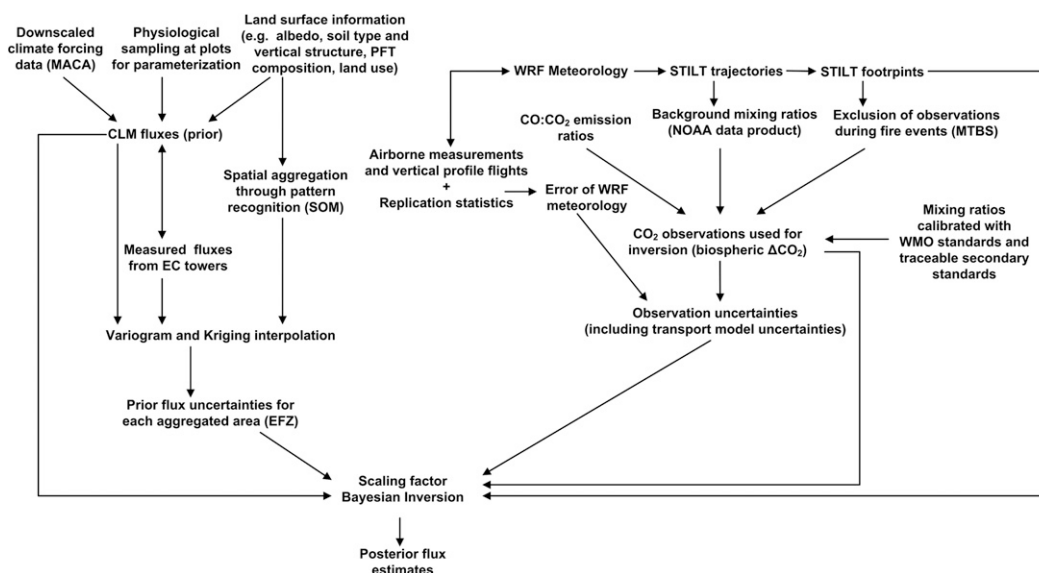 Downscaled
climate forcing
data (MACA)
Physiological
sampling at plots
for parameterization
Land surface information
(e.g. albedo, soil type and
vertical structure, PFT
composition, land use)
WRF Meteorology
STILT trajectories
STILT footrpints
CLM fluxes (prior)
CO:CO₂ emission
ratios
Background mixing ratios
(NOAA data product)
Exclusion of observations
during fire events (MTBS)
Airborne measurements
and vertical profile flights
+
Replication statistics
Spatial aggregation
through pattern
recognition (SOM)
Error of WRF
meteorology
Measured fluxes
from EC towers
CO₂ observations used for
inversion (biospheric ΔCO₂)
Mixing ratios
calibrated with
WMO standards and
traceable secondary
standards
Variogram and Kriging interpolation
Observation uncertainties
(including transport model uncertainties)
Prior flux uncertainties for
each aggregated area (EFZ)
Scaling factor
Bayesian Inversion
Posterior flux
estimates